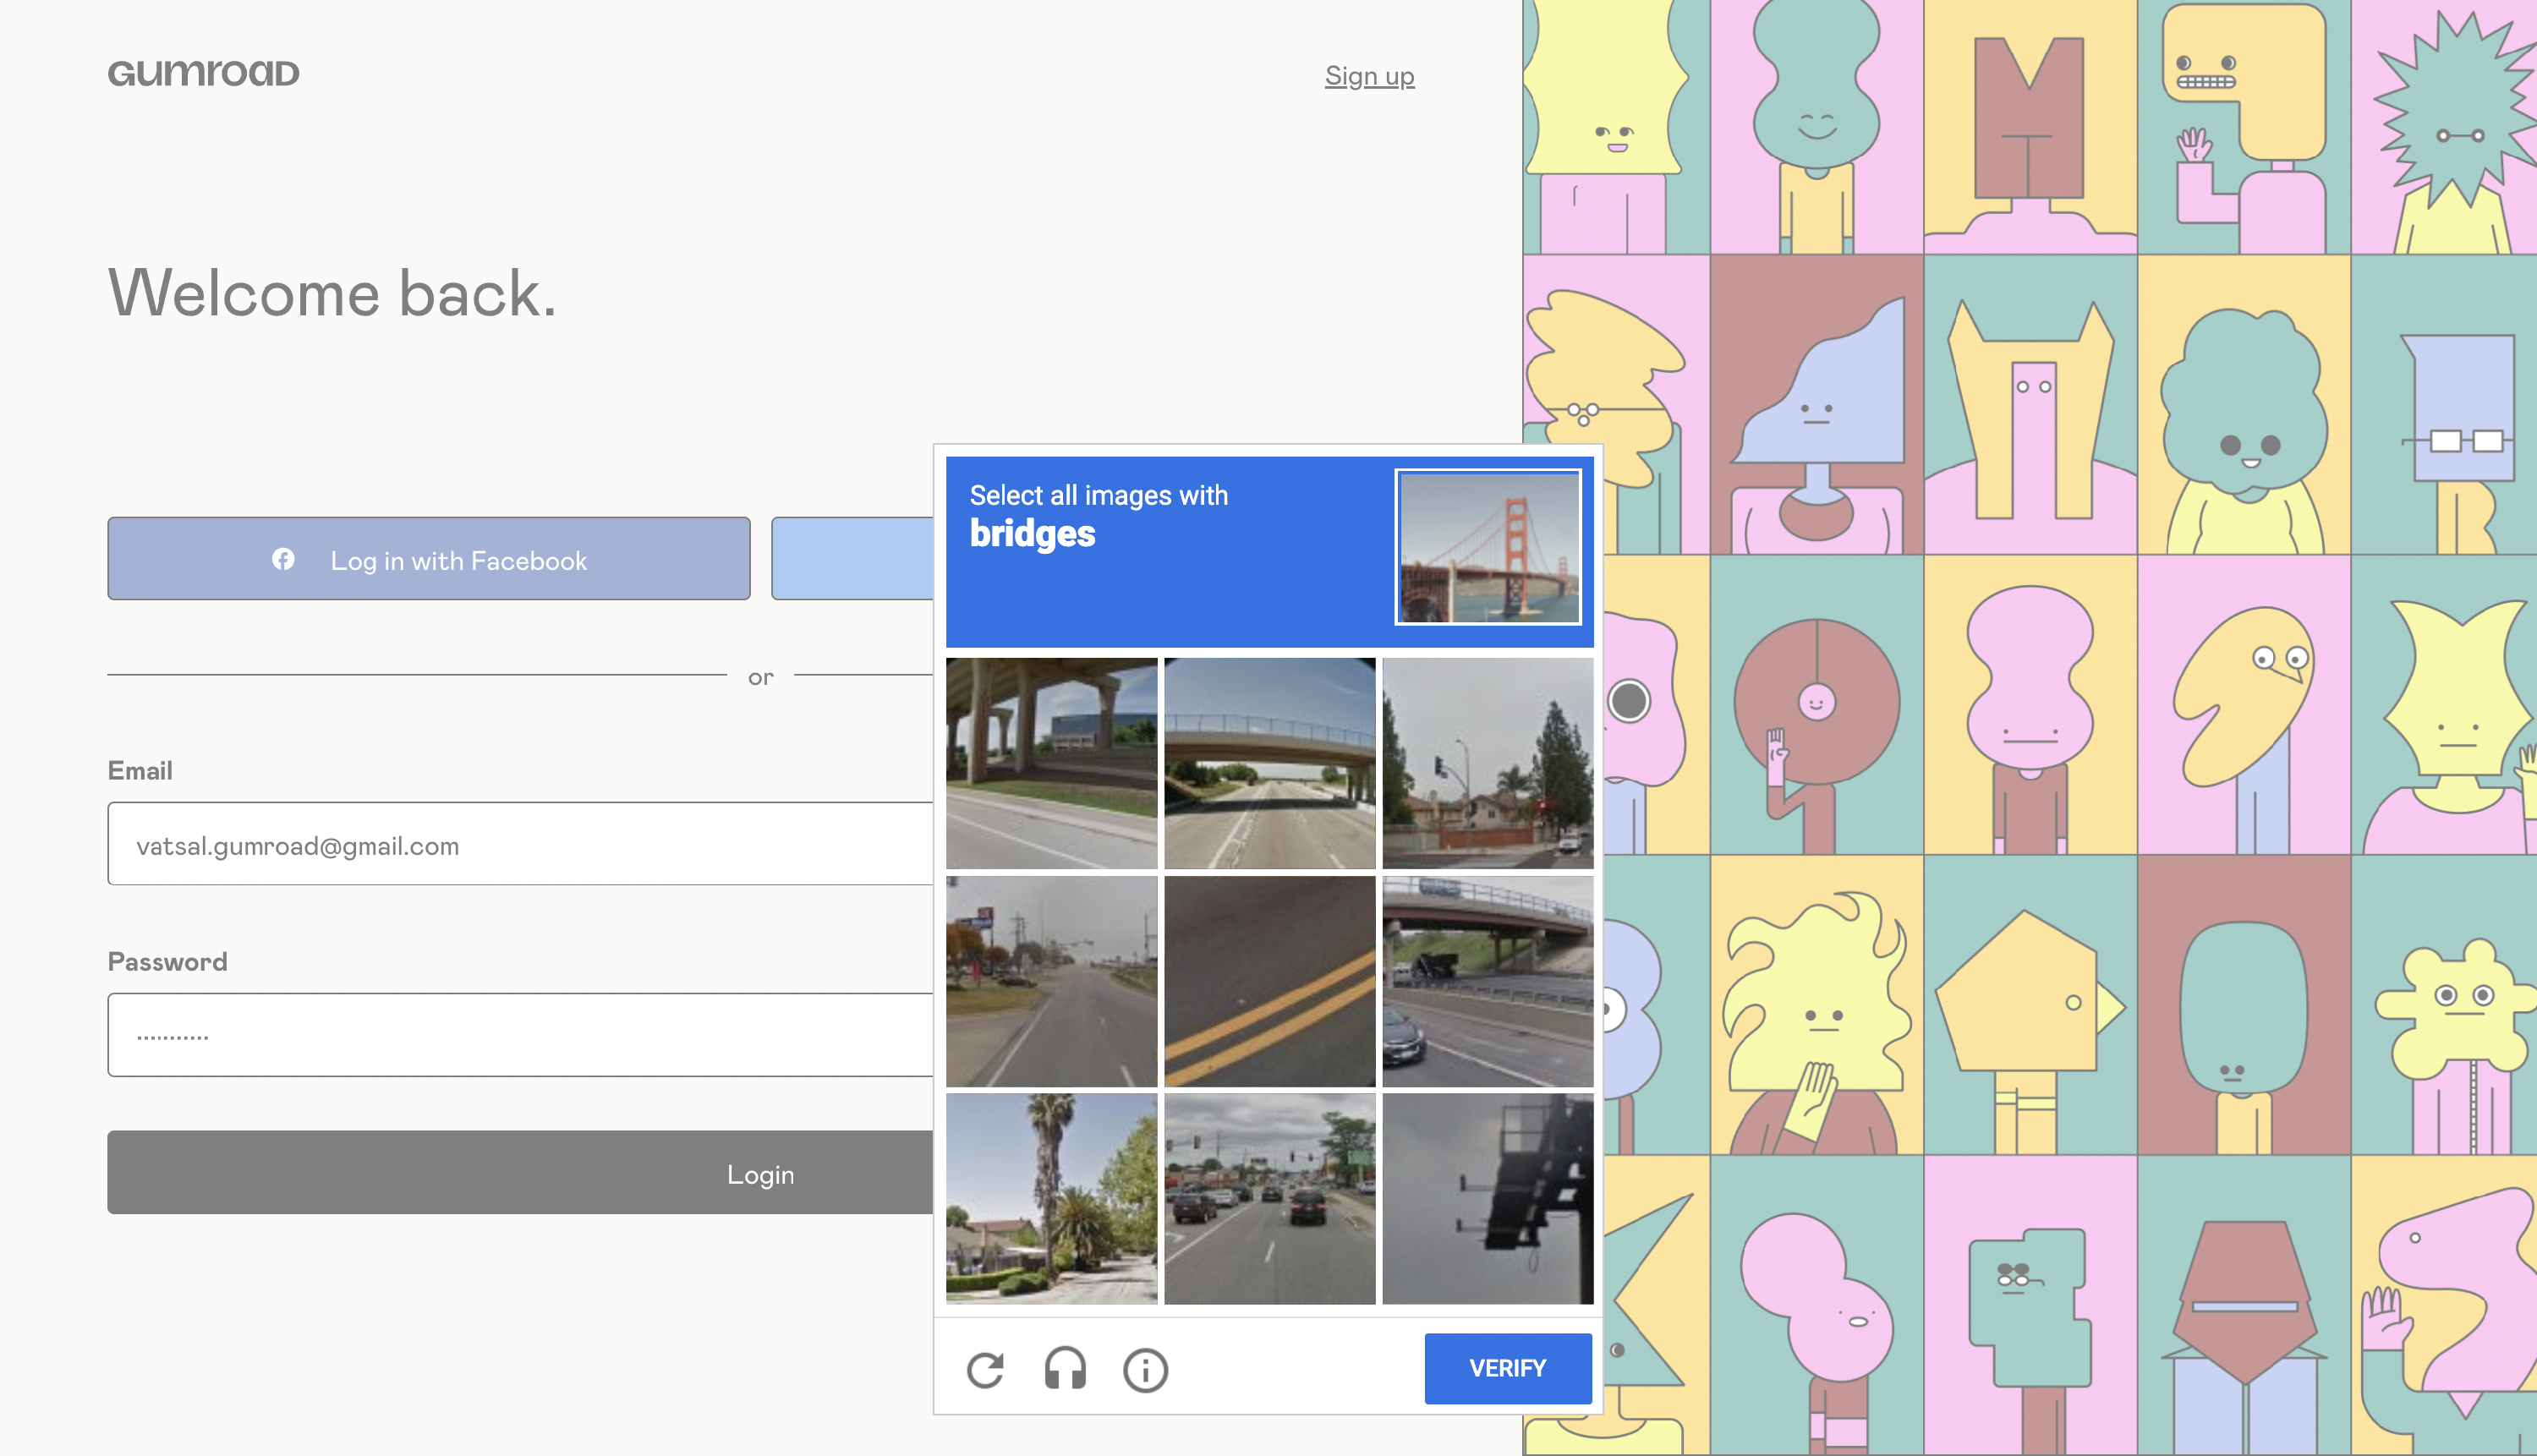 Gumroad
Sign up
Welcome back.
Log in with Facebook
or
Email
vatsal.gumroad@gmail.com
Password
...........
Login
Select all images with
bridges
VERIFY